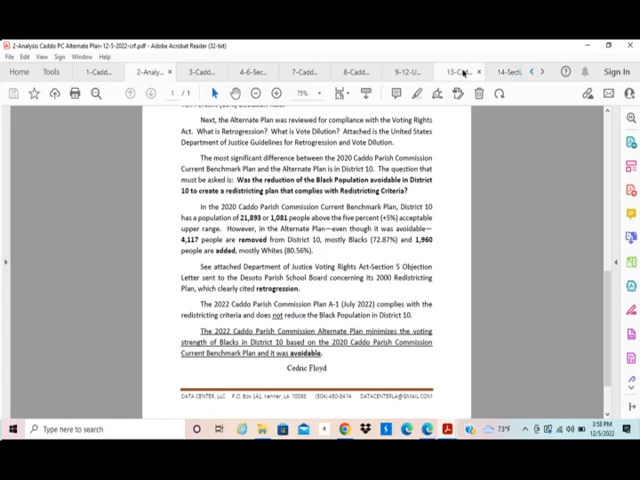 2-Analysis Caddo PC Alternate Plan-12-5-2022-crf.pdf - Adobe Acrobat Reader (32-bit)
File Edit View Sign Window Help
Home Tools 1-Cadd... 2-Analy... × 3-Cadd... 4-6-Sec... 7-Cadd... 8-Cadd... 9-12-U... 13-Ca... × 14-Secti Sign In
1 / 1 75%
Next, the Alternate Plan was reviewed for compliance with the Voting Rights
Act. What is Retrogression? What is Vote Dilution? Attached is the United States
Department of Justice Guidelines for Retrogression and Vote Dilution.
The most significant difference between the 2020 Caddo Parish Commission
Current Benchmark Plan and the Alternate Plan is in District 10. The question that
must be asked is: Was the reduction of the Black Population avoidable in District
10 to create a redistricting plan that complies with Redistricting Criteria?
In the 2020 Caddo Parish Commission Current Benchmark Plan, District 10
has a population of 21,893 or 1,081 people above the five percent (+5%) acceptable
upper range. However, in the Alternate Plan—even though it was avoidable—
4,117 people are removed from District 10, mostly Blacks (72.87%) and 1,960
people are added, mostly Whites (80.56%).
See attached Department of Justice Voting Rights Act-Section 5 Objection
Letter sent to the Desoto Parish School Board concerning its 2000 Redistricting
Plan, which clearly cited retrogression.
The 2022 Caddo Parish Commission Plan A-1 (July 2022) complies with the
redistricting criteria and does not reduce the Black Population in District 10.
The 2022 Caddo Parish Commission Alternate Plan minimizes the voting
strength of Blacks in District 10 based on the 2020 Caddo Parish Commission
Current Benchmark Plan and it was avoidable.
Cedric Floyd
DATA CENTER, LLC P.O. Box 141, Kenner, LA 70063 DATACENTERLA@GMAIL.COM
Type here to search
73°F
3:58 PM
12/5/2022